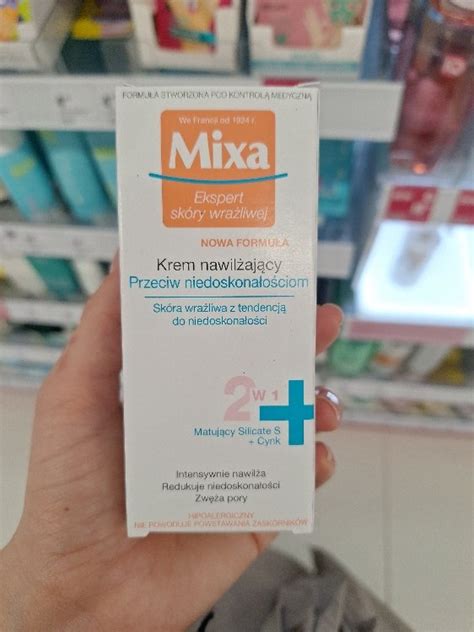 FORMUŁA STWORZONA POD KONTROLĄ MEDYCZNĄ
We Francji od 1924 r.
Mixa
Ekspert
skóry wrażliwej
NOWA FORMUŁA
Krem nawilżający
Przeciw niedoskonałościom
Skóra wrażliwa z tendencją
do niedoskonałości
2 W 1
Matujący Silicate S
+ Cynk
Intensywnie nawilża
Redukuje niedoskonałości
Zwęża pory
HIPOALERGICZNY
NIE POWODUJE POWSTAWANIA ZASKÓRNIKÓW